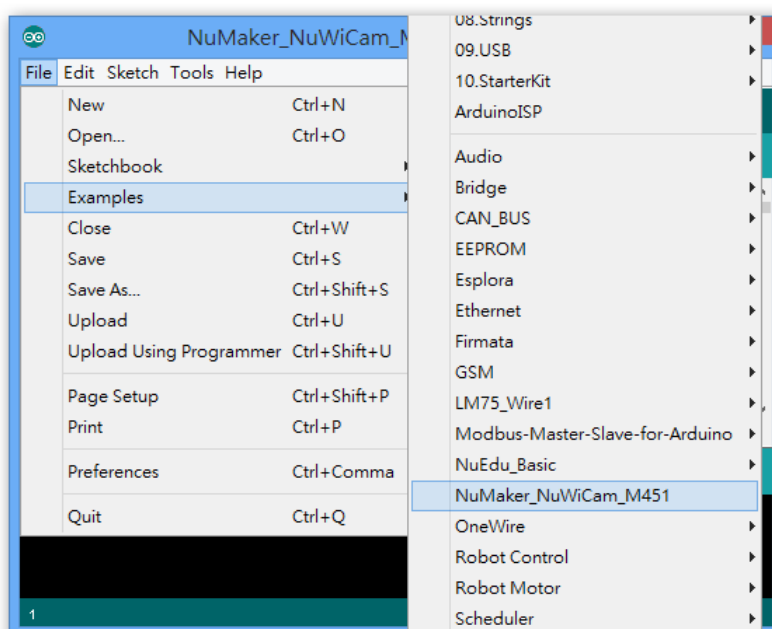 NuMaker_NuWiCam_
File Edit Sketch Tools Help
New Ctrl+N
Open... Ctrl+O
Sketchbook
Examples
Close Ctrl+W
Save Ctrl+S
Save As... Ctrl+Shift+S
Upload Ctrl+U
Upload Using Programmer Ctrl+Shift+U
Page Setup Ctrl+Shift+P
Print Ctrl+P
Preferences Ctrl+Comma
Quit Ctrl+Q
1
08.Strings
09.USB
10.StarterKit
ArduinoISP
Audio
Bridge
CAN_BUS
EEPROM
Esplora
Ethernet
Firmata
GSM
LM75_Wire1
Modbus-Master-Slave-for-Arduino
NuEdu_Basic
NuMaker_NuWiCam_M451
OneWire
Robot Control
Robot Motor
Scheduler